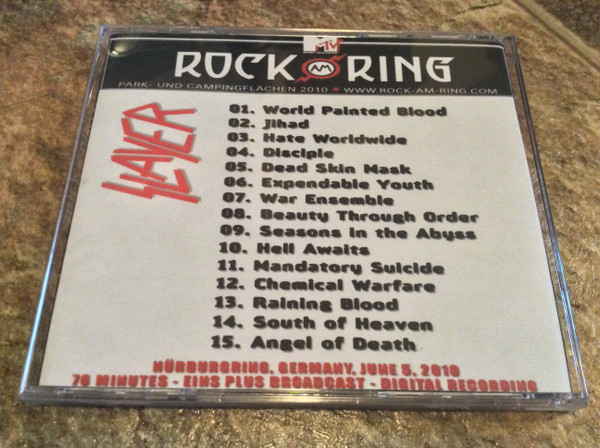 MTV
ROCK AM RING
PARK- UND CAMPINGFLÄCHEN 2010 * WWW.ROCK-AM-RING.COM
SLAYER
01. World Painted Blood
02. Jihad
03. Hate Worldwide
04. Disciple
05. Dead Skin Mask
06. Expendable Youth
07. War Ensemble
08. Beauty Through Order
09. Seasons in the Abyss
10. Hell Awaits
11. Mandatory Suicide
12. Chemical Warfare
13. Raining Blood
14. South of Heaven
15. Angel of Death
NÜRBURGRING, GERMANY, JUNE 5, 2010
76 MINUTES - EINS PLUS BROADCAST - DIGITAL RECORDING